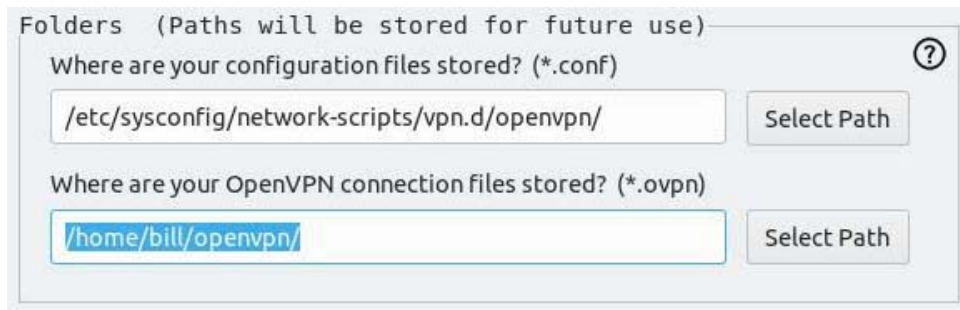 Folders (Paths will be stored for future use)
Where are your configuration files stored? (*.conf)
/etc/sysconfig/network-scripts/vpn.d/openvpn/ Select Path
Where are your OpenVPN connection files stored? (*.ovpn)
/home/bill/openvpn/ Select Path